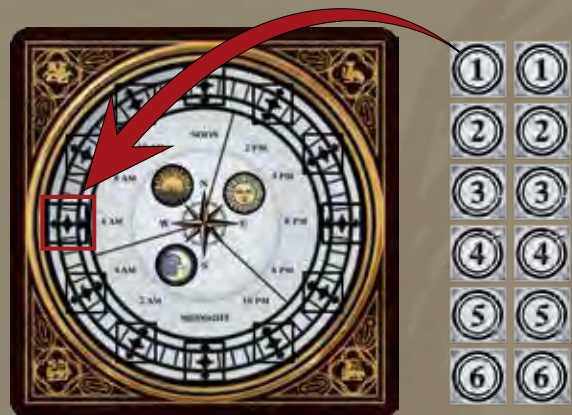 NOON
2 PM
8 AM
4 PM
N
6 AM
W
E
6 PM
S
4 AM
8 PM
2 AM
10 PM
MIDNIGHT
1 1
2 2
3 3
4 4
5 5
6 6